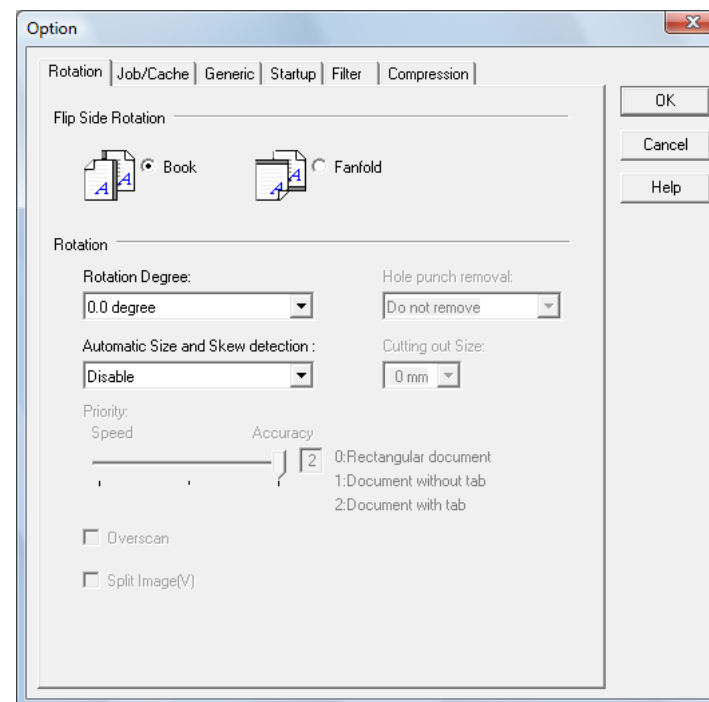 Option
Rotation Job/Cache Generic Startup Filter Compression
OK
Cancel
Help
Flip Side Rotation
A A Book A A Fanfold
Rotation
Rotation Degree: Hole punch removal:
0.0 degree Do not remove
Automatic Size and Skew detection : Cutting out Size:
Disable 0 mm
Priority:
Speed Accuracy
2
0:Rectangular document
1:Document without tab
2:Document with tab
Overscan
Split Image(V)